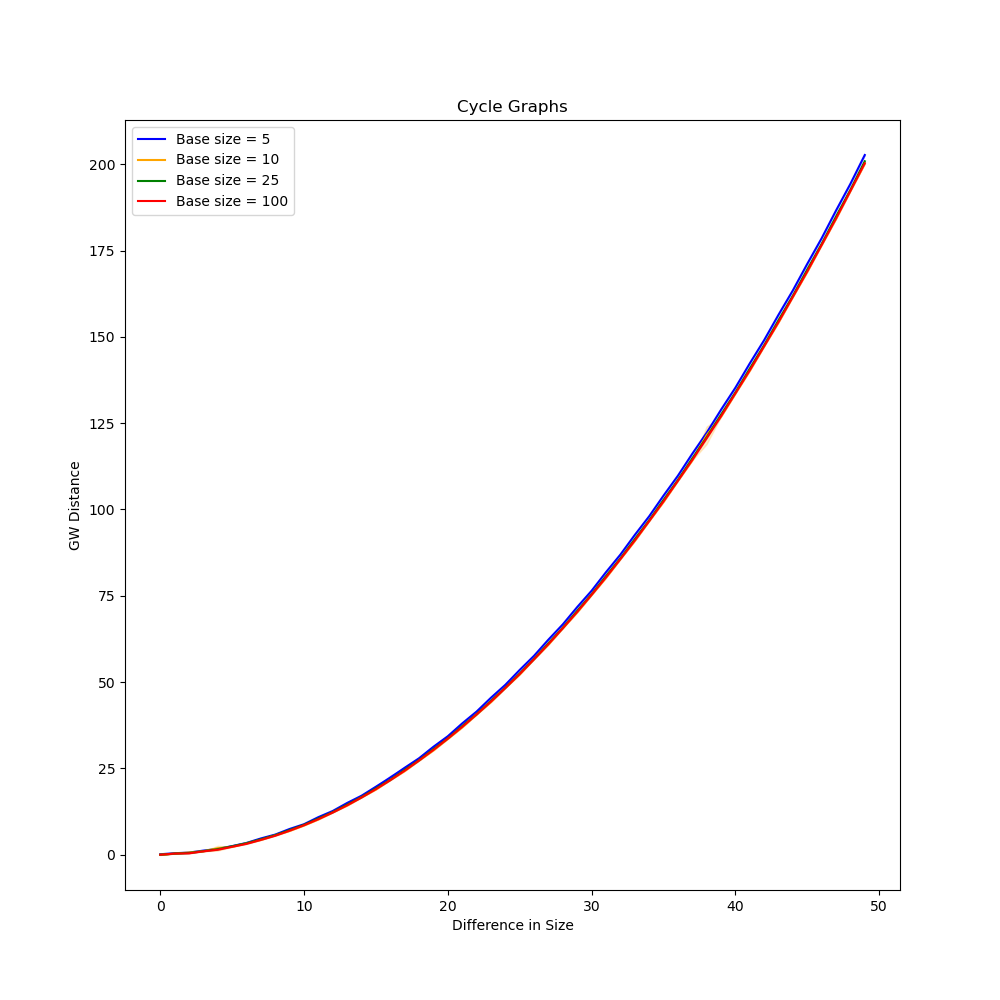 Cycle Graphs
Base size = 5
Base size = 10
Base size = 25
Base size = 100
200
175
150
125
100
75
50
25
0
GW Distance
0 10 20 30 40 50
Difference in Size